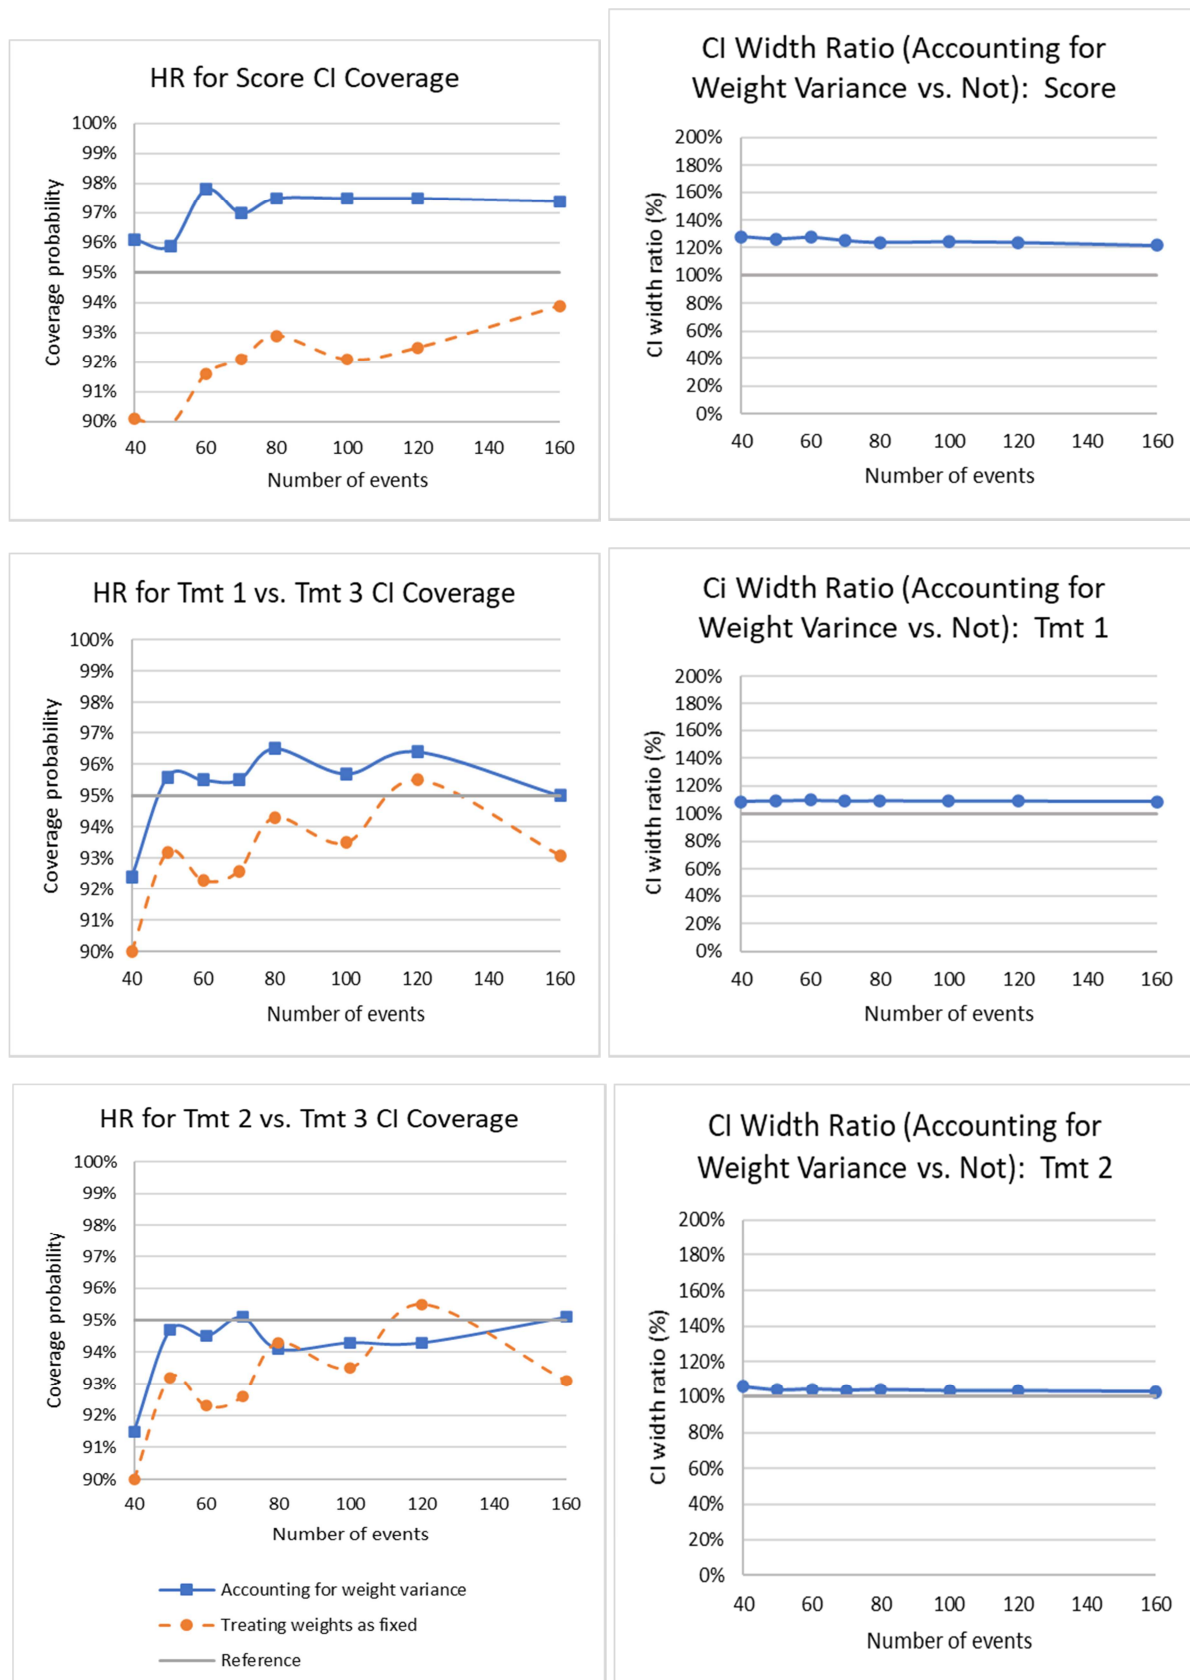 HR for Score CI Coverage
100%
99%
98%
97%
96%
95%
94%
93%
92%
91%
90%
Coverage probability
40 60 80 100 120 140 160
Number of events
CI Width Ratio (Accounting for
Weight Variance vs. Not): Score
200%
180%
160%
140%
120%
100%
80%
60%
40%
20%
0%
CI width ratio (%)
40 60 80 100 120 140 160
Number of events
HR for Tmt 1 vs. Tmt 3 CI Coverage
100%
99%
98%
97%
96%
95%
94%
93%
92%
91%
90%
Coverage probability
40 60 80 100 120 140 160
Number of events
Ci Width Ratio (Accounting for
Weight Varince vs. Not): Tmt 1
200%
180%
160%
140%
120%
100%
80%
60%
40%
20%
0%
CI width ratio (%)
40 60 80 100 120 140 160
Number of events
HR for Tmt 2 vs. Tmt 3 CI Coverage
100%
99%
98%
97%
96%
95%
94%
93%
92%
91%
90%
Coverage probability
40 60 80 100 120 140 160
Number of events
Accounting for weight variance
Treating weights as fixed
Reference
CI Width Ratio (Accounting for
Weight Variance vs. Not): Tmt 2
200%
180%
160%
140%
120%
100%
80%
60%
40%
20%
0%
CI width ratio (%)
40 60 80 100 120 140 160
Number of events